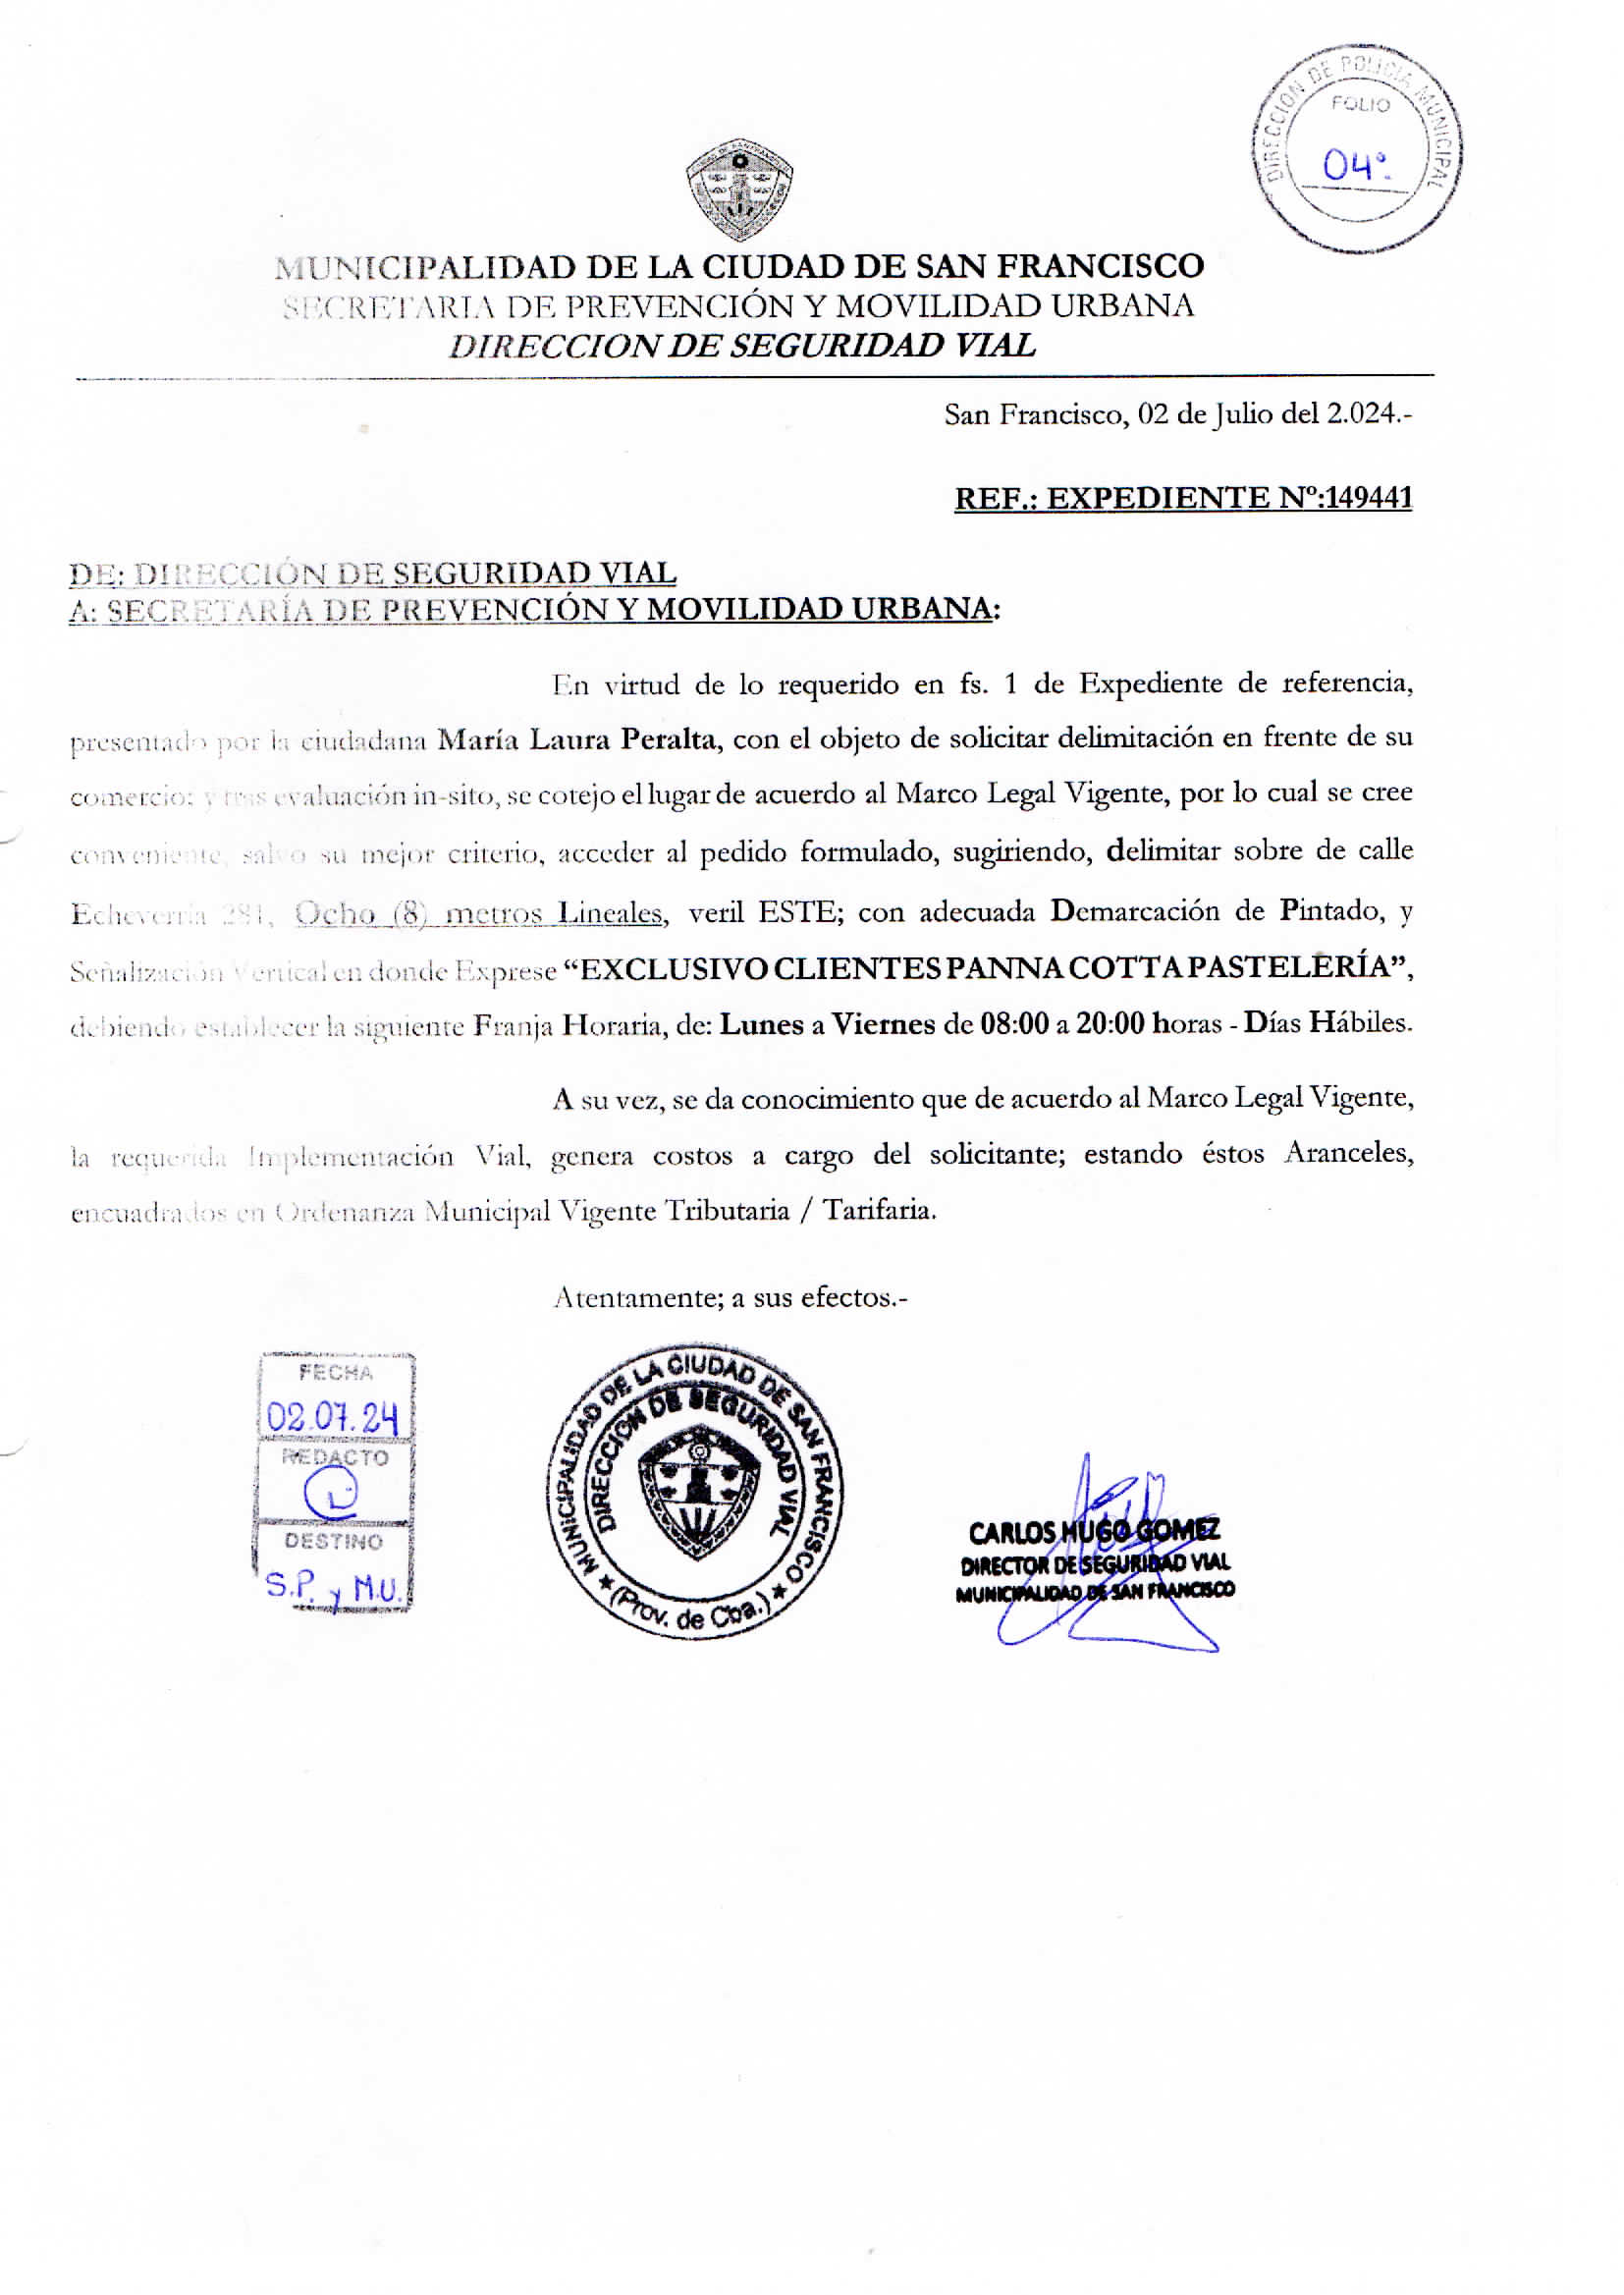 DIRECCION DE POLICIA MUNICIPAL
FOLIO
04º.
MUNICIPALIDAD DE LA CIUDAD DE SAN FRANCISCO
SECRETARIA DE PREVENCIÓN Y MOVILIDAD URBANA
DIRECCION DE SEGURIDAD VIAL
San Francisco, 02 de Julio del 2.024.-
REF.: EXPEDIENTE Nº:149441
DE: DIRECCIÓN DE SEGURIDAD VIAL
A: SECRETARÍA DE PREVENCIÓN Y MOVILIDAD URBANA:
En virtud de lo requerido en fs. 1 de Expediente de referencia,
presentado por la ciudadana María Laura Peralta, con el objeto de solicitar delimitación en frente de su
comercio; y tras evaluación in-sito, se cotejo el lugar de acuerdo al Marco Legal Vigente, por lo cual se cree
conveniente, salvo su mejor criterio, acceder al pedido formulado, sugiriendo, delimitar sobre de calle
Echeverria 281, Ocho (8) metros Lineales, veril ESTE; con adecuada Demarcación de Pintado, y
Señalización Vertical en donde Exprese “EXCLUSIVO CLIENTES PANNA COTTA PASTELERÍA”,
debiendo establecer la siguiente Franja Horaria, de: Lunes a Viernes de 08:00 a 20:00 horas - Días Hábiles.
A su vez, se da conocimiento que de acuerdo al Marco Legal Vigente,
la requerida Implementación Vial, genera costos a cargo del solicitante; estando éstos Aranceles,
encuadrados en Ordenanza Municipal Vigente Tributaria / Tarifaria.
Atentamente; a sus efectos.-
FECHA
02.07.24
REDACTO
DESTINO
S.P. y M.U.
MUNICIPALIDAD DE LA CIUDAD DE SAN FRANCISCO
DIRECCION DE SEGURIDAD VIAL
(Prov. de Cba.)
CARLOS HUGO GOMEZ
DIRECTOR DE SEGURIDAD VIAL
MUNICIPALIDAD DE SAN FRANCISCO